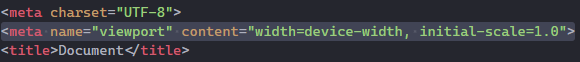 <meta charset="UTF-8">
<meta name="viewport" content="width=device-width, initial-scale=1.0">
<title>Document</title>